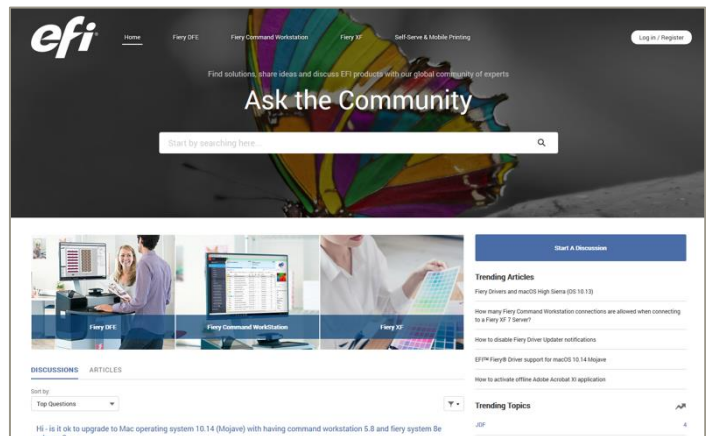 efi
Home Fiery DFE Fiery Command Workstation Fiery XF Self-Serve & Mobile Printing Log in / Register
Find solutions, share ideas and discuss EFI products with our global community of experts
Ask the Community
Start by searching here...
Start A Discussion
Fiery DFE Fiery Command WorkStation Fiery XF
Trending Articles
Fiery Drivers and macOS High Sierra (OS 10.13)
How many Fiery Command Workstation connections are allowed when connecting
to a Fiery XF 7 Server?
How to disable Fiery Driver Updater notifications
EFI™ Fiery® Driver support for macOS 10.14 Mojave
How to activate offline Adobe Acrobat XI application
DISCUSSIONS ARTICLES
Sort by:
Top Questions
Trending Topics
JDF 4
Hi - is it ok to upgrade to Mac operating system 10.14 (Mojave) with having command workstation 5.8 and fiery system 8e